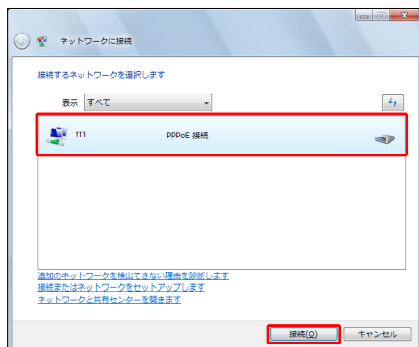 ネットワークに接続
接続するネットワークを選択します
表示 すべて
TTT PPPoE 接続
追加のネットワークを検出できない理由を診断します
接続またはネットワークをセットアップします
ネットワークと共有センターを開きます
接続(O) キャンセル